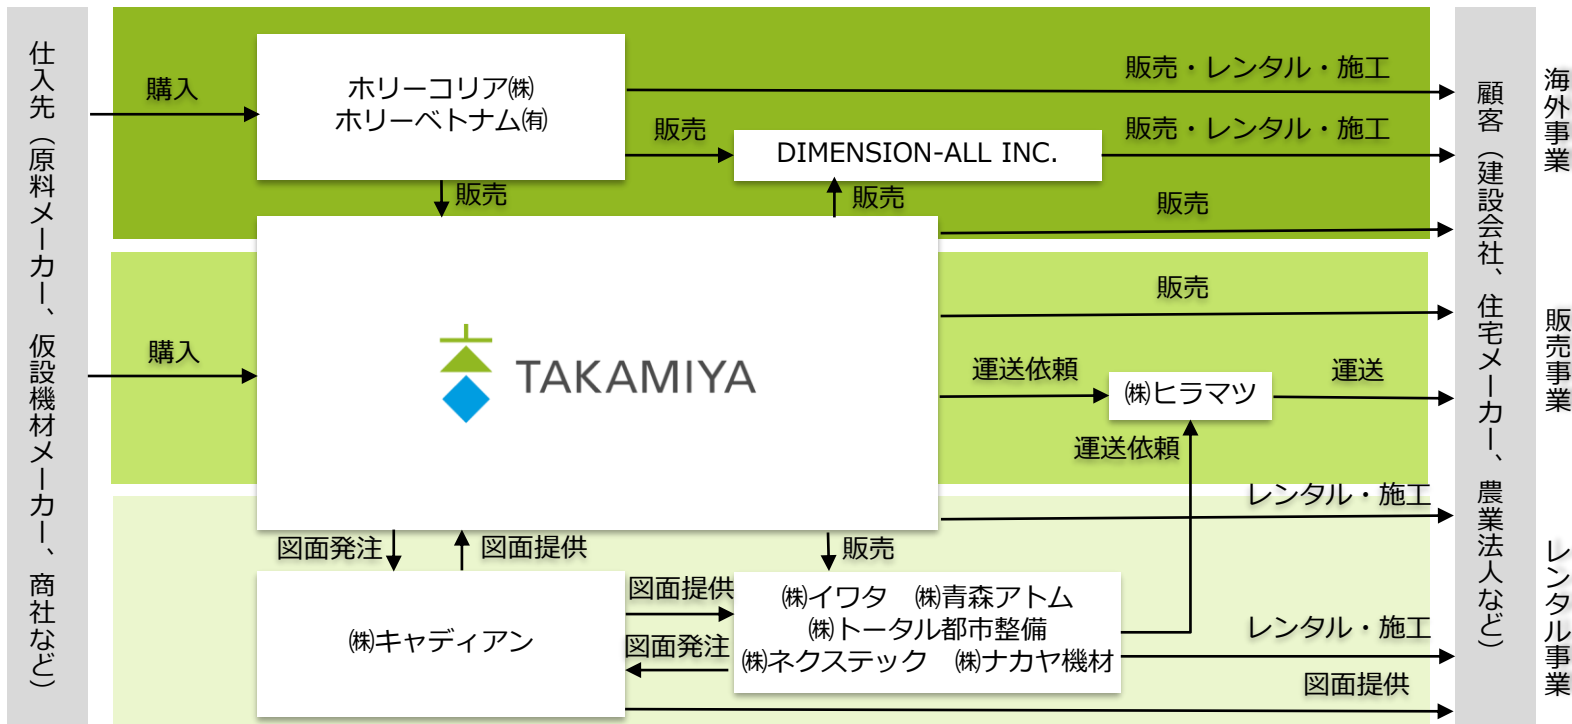 仕入先（原料メーカー、仮設機材メーカー、商社など）
購入
ホリーコリア㈱
ホリーベトナム㈲
販売・レンタル・施工
販売
DIMENSION-ALL INC.
販売・レンタル・施工
販売
販売
販売
海外事業
購入
TAKAMIYA
販売
運送依頼
㈱ヒラマツ
運送
運送依頼
販売事業
レンタル・施工
図面発注
図面提供
販売
㈱キャディアン
図面提供
図面発注
㈱イワタ　㈱青森アトム
㈱トータル都市整備
㈱ネクステック　㈱ナカヤ機材
レンタル・施工
図面提供
レンタル事業
顧客（建設会社、住宅メーカー、農業法人など）